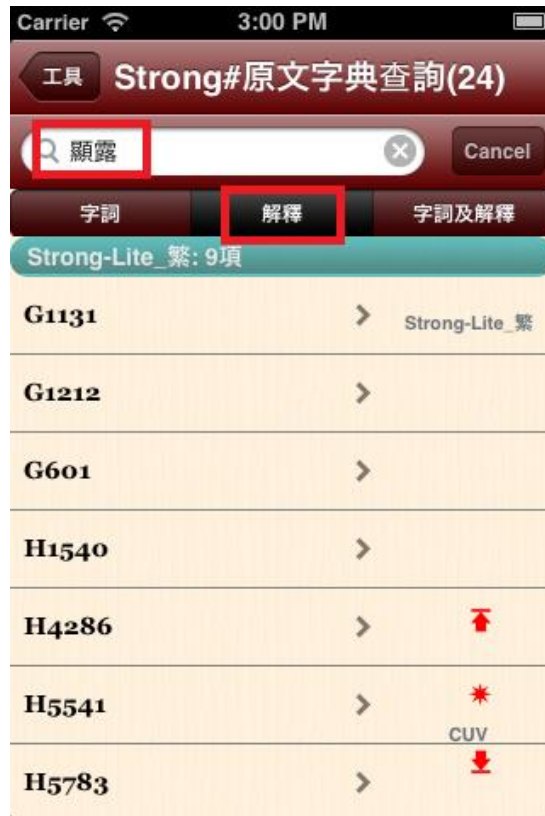 Carrier 3:00 PM
工具 Strong#原文字典查詢(24)
顯露 Cancel
字詞 解釋 字詞及解釋
Strong-Lite_繁: 9項
G1131 Strong-Lite_繁
G1212
G601
H1540
H4286
H5541
CUV
H5783